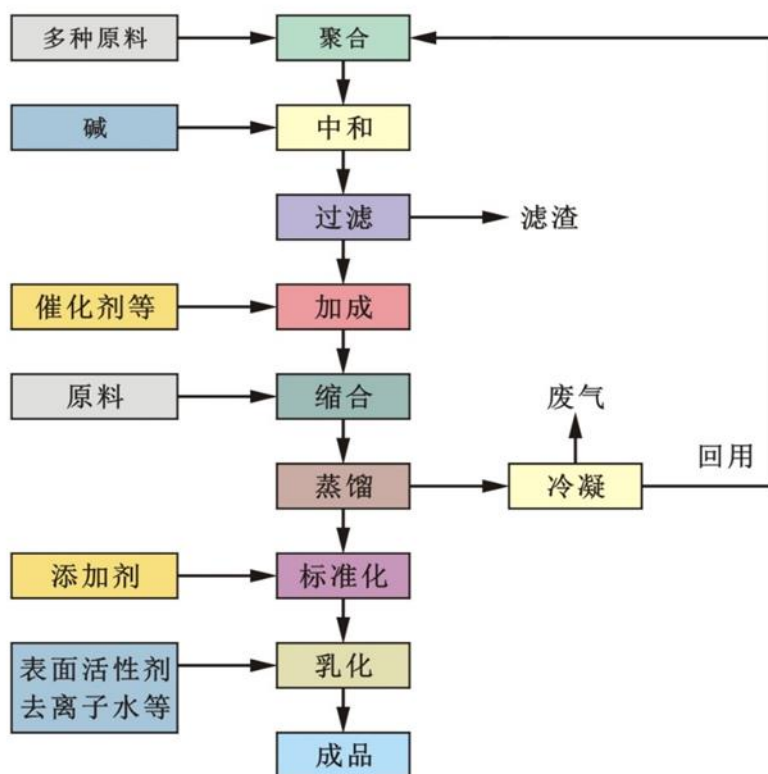 多种原料
聚合
碱
中和
过滤
滤渣
催化剂等
加成
原料
缩合
废气
回用
蒸馏
冷凝
添加剂
标准化
表面活性剂
去离子水等
乳化
成品